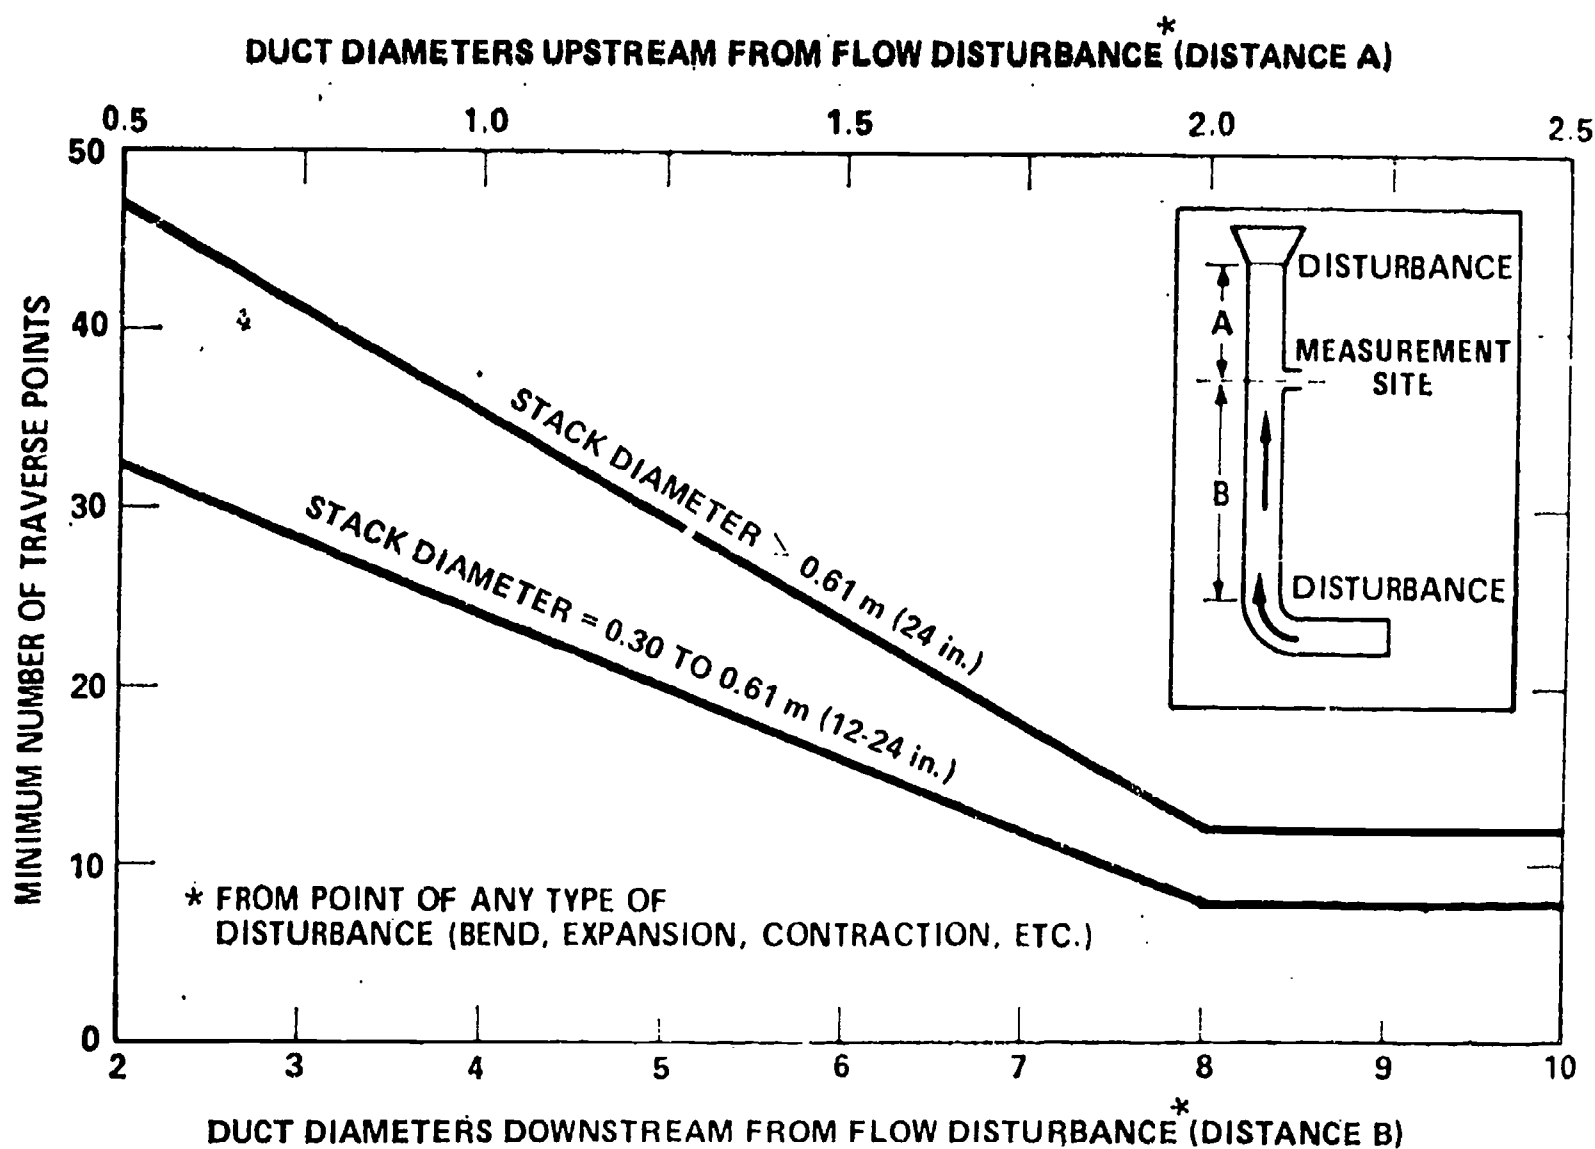 DUCT DIAMETERS UPSTREAM FROM FLOW DISTURBANCE* (DISTANCE A)
0.5 1.0 1.5 2.0 2.5
50
40
30
20
10
0
MINIMUM NUMBER OF TRAVERSE POINTS
STACK DIAMETER > 0.61 m (24 in.)
STACK DIAMETER = 0.30 TO 0.61 m (12-24 in.)
DISTURBANCE
A
MEASUREMENT
SITE
B
DISTURBANCE
* FROM POINT OF ANY TYPE OF
DISTURBANCE (BEND, EXPANSION, CONTRACTION, ETC.)
2 3 4 5 6 7 8 9 10
DUCT DIAMETERS DOWNSTREAM FROM FLOW DISTURBANCE* (DISTANCE B)